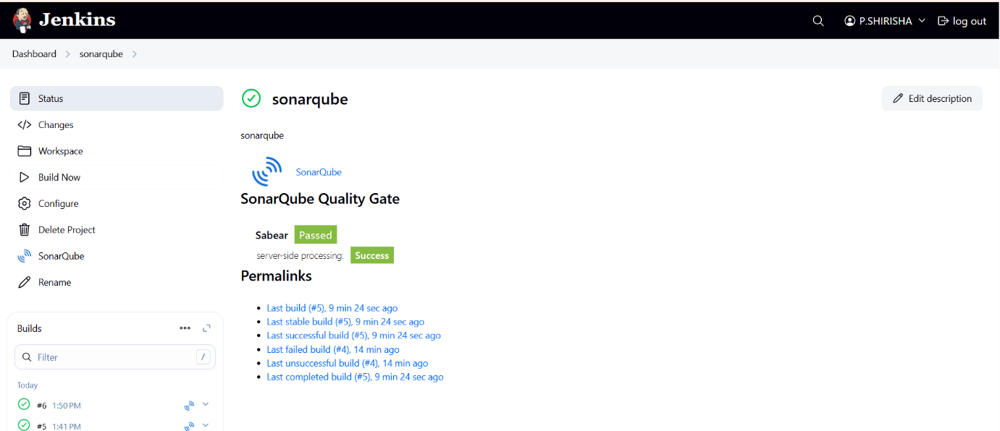 Jenkins
P.SHIRISHA
log out
Dashboard
sonarqube
Status
Changes
Workspace
Build Now
Configure
Delete Project
SonarQube
Rename
Builds
Filter
/
Today
#6 1:50 PM
#5 1:41 PM
sonarqube
Edit description
sonarqube
SonarQube
SonarQube Quality Gate
Sabear Passed
server-side processing: Success
Permalinks
Last build (#5), 9 min 24 sec ago
Last stable build (#5), 9 min 24 sec ago
Last successful build (#5), 9 min 24 sec ago
Last failed build (#4), 14 min ago
Last unsuccessful build (#4), 14 min ago
Last completed build (#5), 9 min 24 sec ago